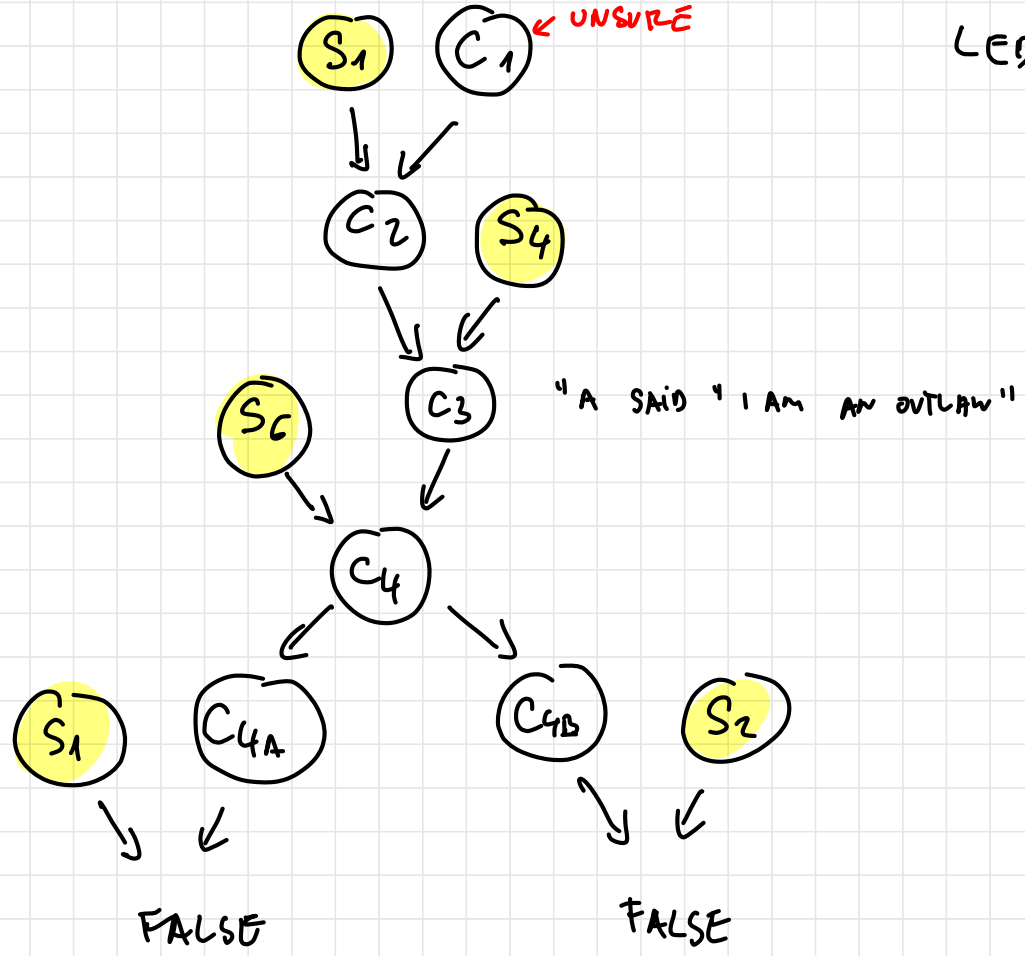 S1 C1 ← UNSURE
C2 S4
S6 C3 "A SAID " I AM AN OUTLAW"
C4
S1 C4A C4B S2
FALSE FALSE